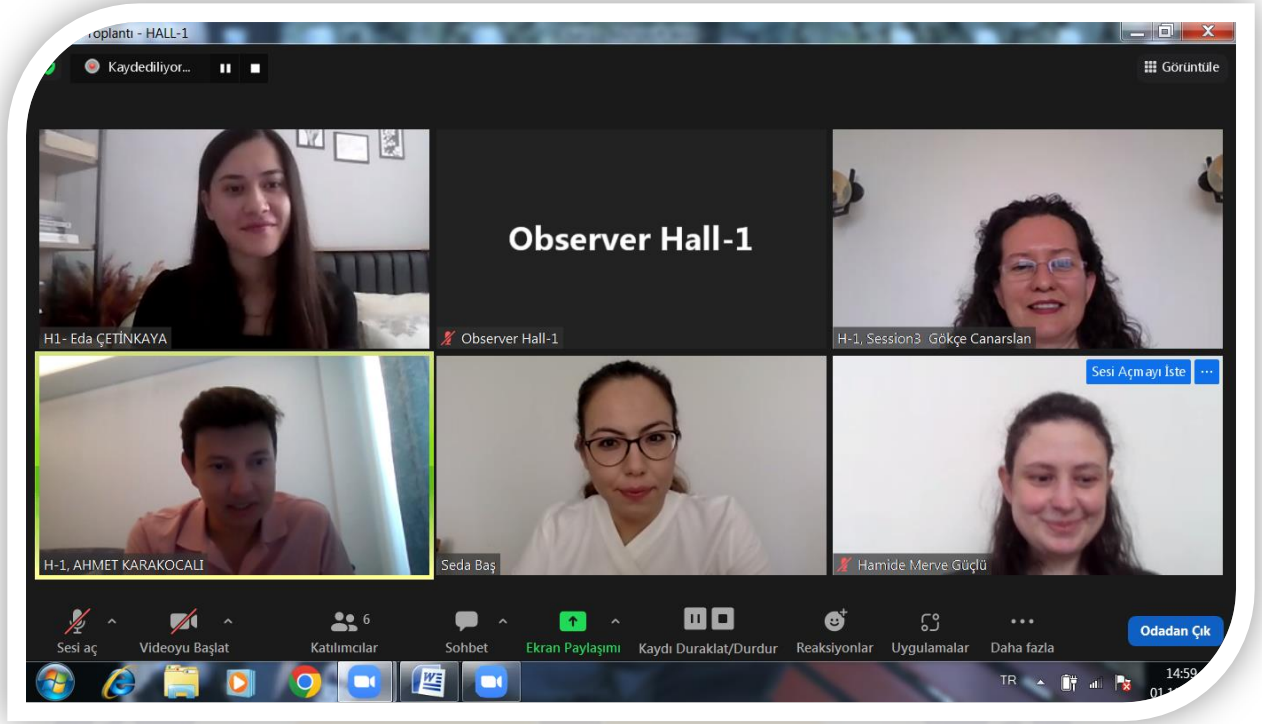 Toplantı - HALL-1
Kaydediliyor...
Görüntüle
H1- Eda ÇETİNKAYA
Observer Hall-1
Observer Hall-1
H-1, Session3 Gökçe Canarslan
H-1, AHMET KARAKOCALI
Seda Baş
Sesi Açmayı İste
Hamide Merve Güçlü
Sesi aç
Videoyu Başlat
6
Katılımcılar
Sohbet
Ekran Paylaşımı
Kaydı Duraklat/Durdur
Reaksiyonlar
Uygulamalar
Daha fazla
Odadan Çık
W
TR
14:59